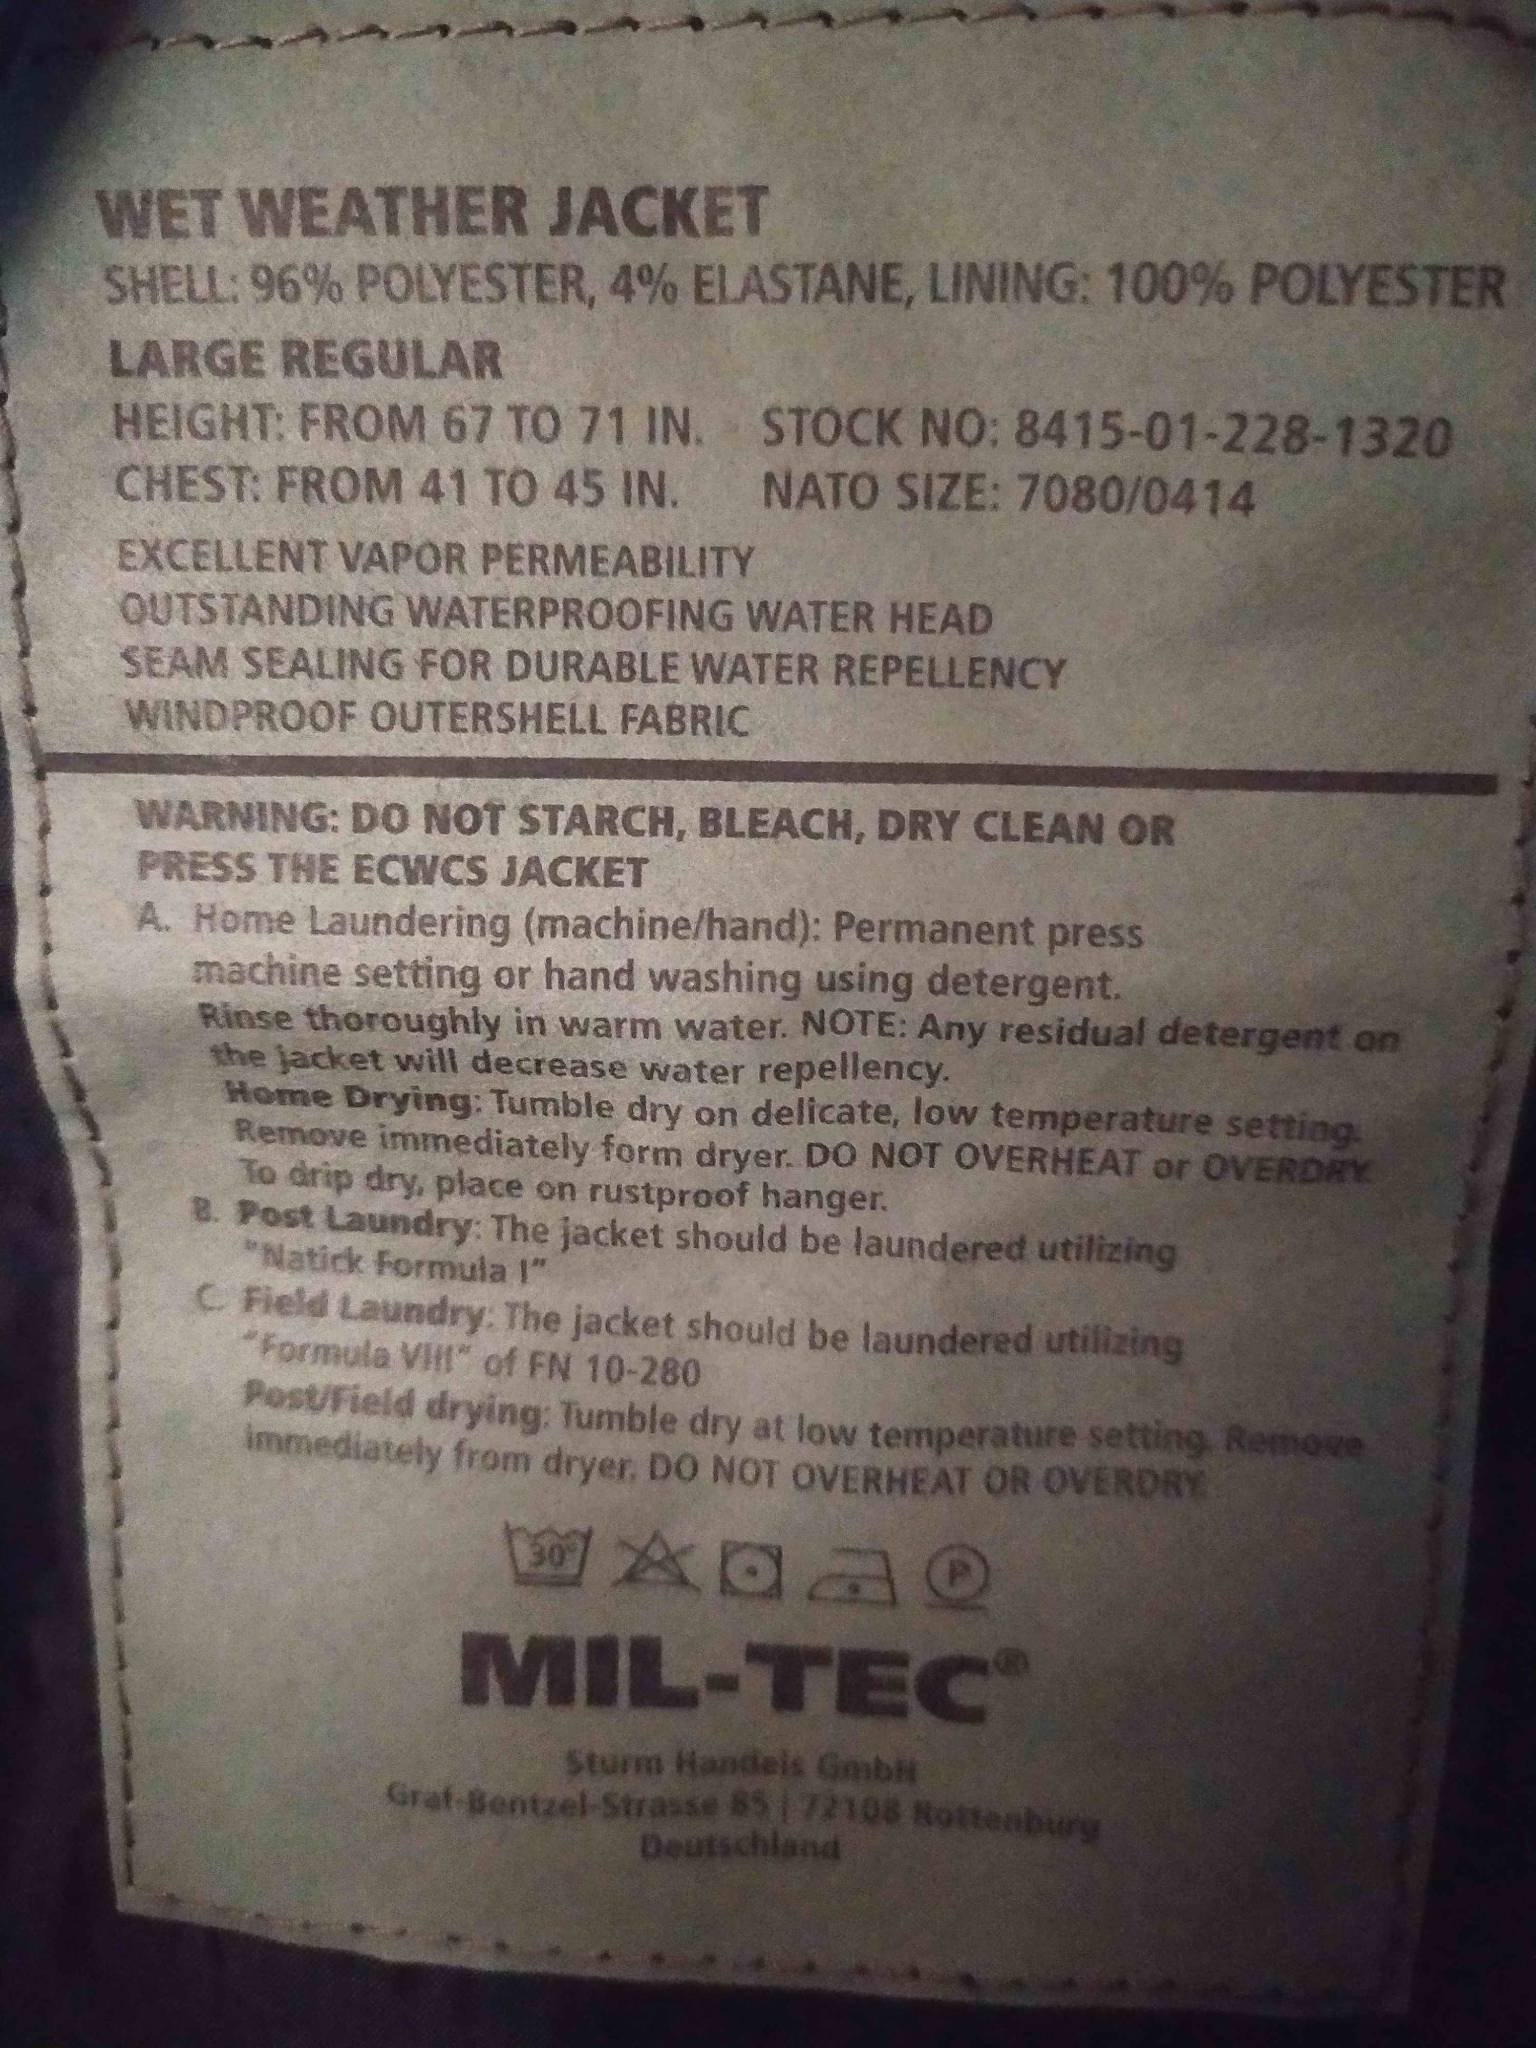 WET WEATHER JACKET
SHELL: 96% POLYESTER, 4% ELASTANE, LINING: 100% POLYESTER
LARGE REGULAR
HEIGHT: FROM 67 TO 71 IN. STOCK NO: 8415-01-228-1320
CHEST: FROM 41 TO 45 IN. NATO SIZE: 7080/0414
EXCELLENT VAPOR PERMEABILITY
OUTSTANDING WATERPROOFING WATER HEAD
SEAM SEALING FOR DURABLE WATER REPELLENCY
WINDPROOF OUTERSHELL FABRIC
WARNING: DO NOT STARCH, BLEACH, DRY CLEAN OR
PRESS THE ECWCS JACKET
A. Home Laundering (machine/hand): Permanent press
machine setting or hand washing using detergent.
Rinse thoroughly in warm water. NOTE: Any residual detergent on
the jacket will decrease water repellency.
Home Drying: Tumble dry on delicate, low temperature setting.
Remove immediately form dryer. DO NOT OVERHEAT or OVERDRY.
To drip dry, place on rustproof hanger.
B. Post Laundry: The jacket should be laundered utilizing
"Natick Formula I"
C. Field Laundry: The jacket should be laundered utilizing
"Formula VIII" of FN 10-280
Post/Field drying: Tumble dry at low temperature setting. Remove
immediately from dryer. DO NOT OVERHEAT OR OVERDRY.
30° P
MIL-TEC®
Sturm Handels GmbH
Graf-Bentzel-Strasse 85 | 72108 Rottenburg
Deutschland